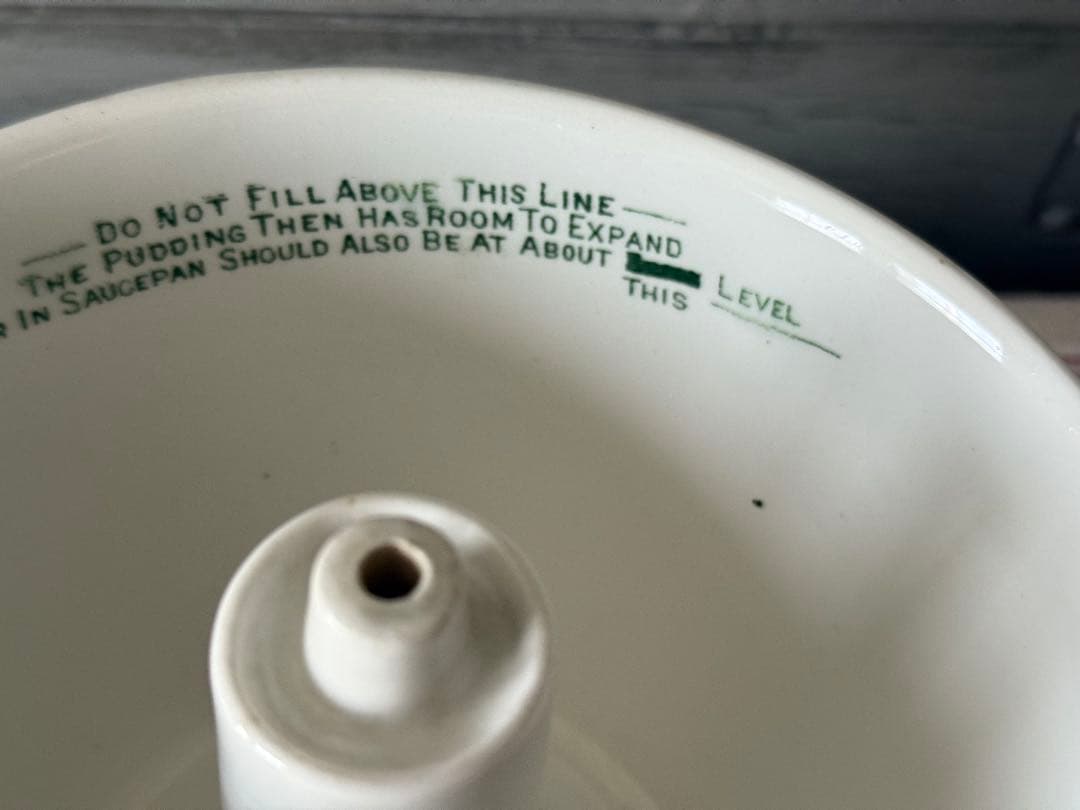 DO NOT FILL ABOVE THIS LINE
THE PUDDING THEN HAS ROOM TO EXPAND
IN SAUCEPAN SHOULD ALSO BE AT ABOUT LEVEL
THIS